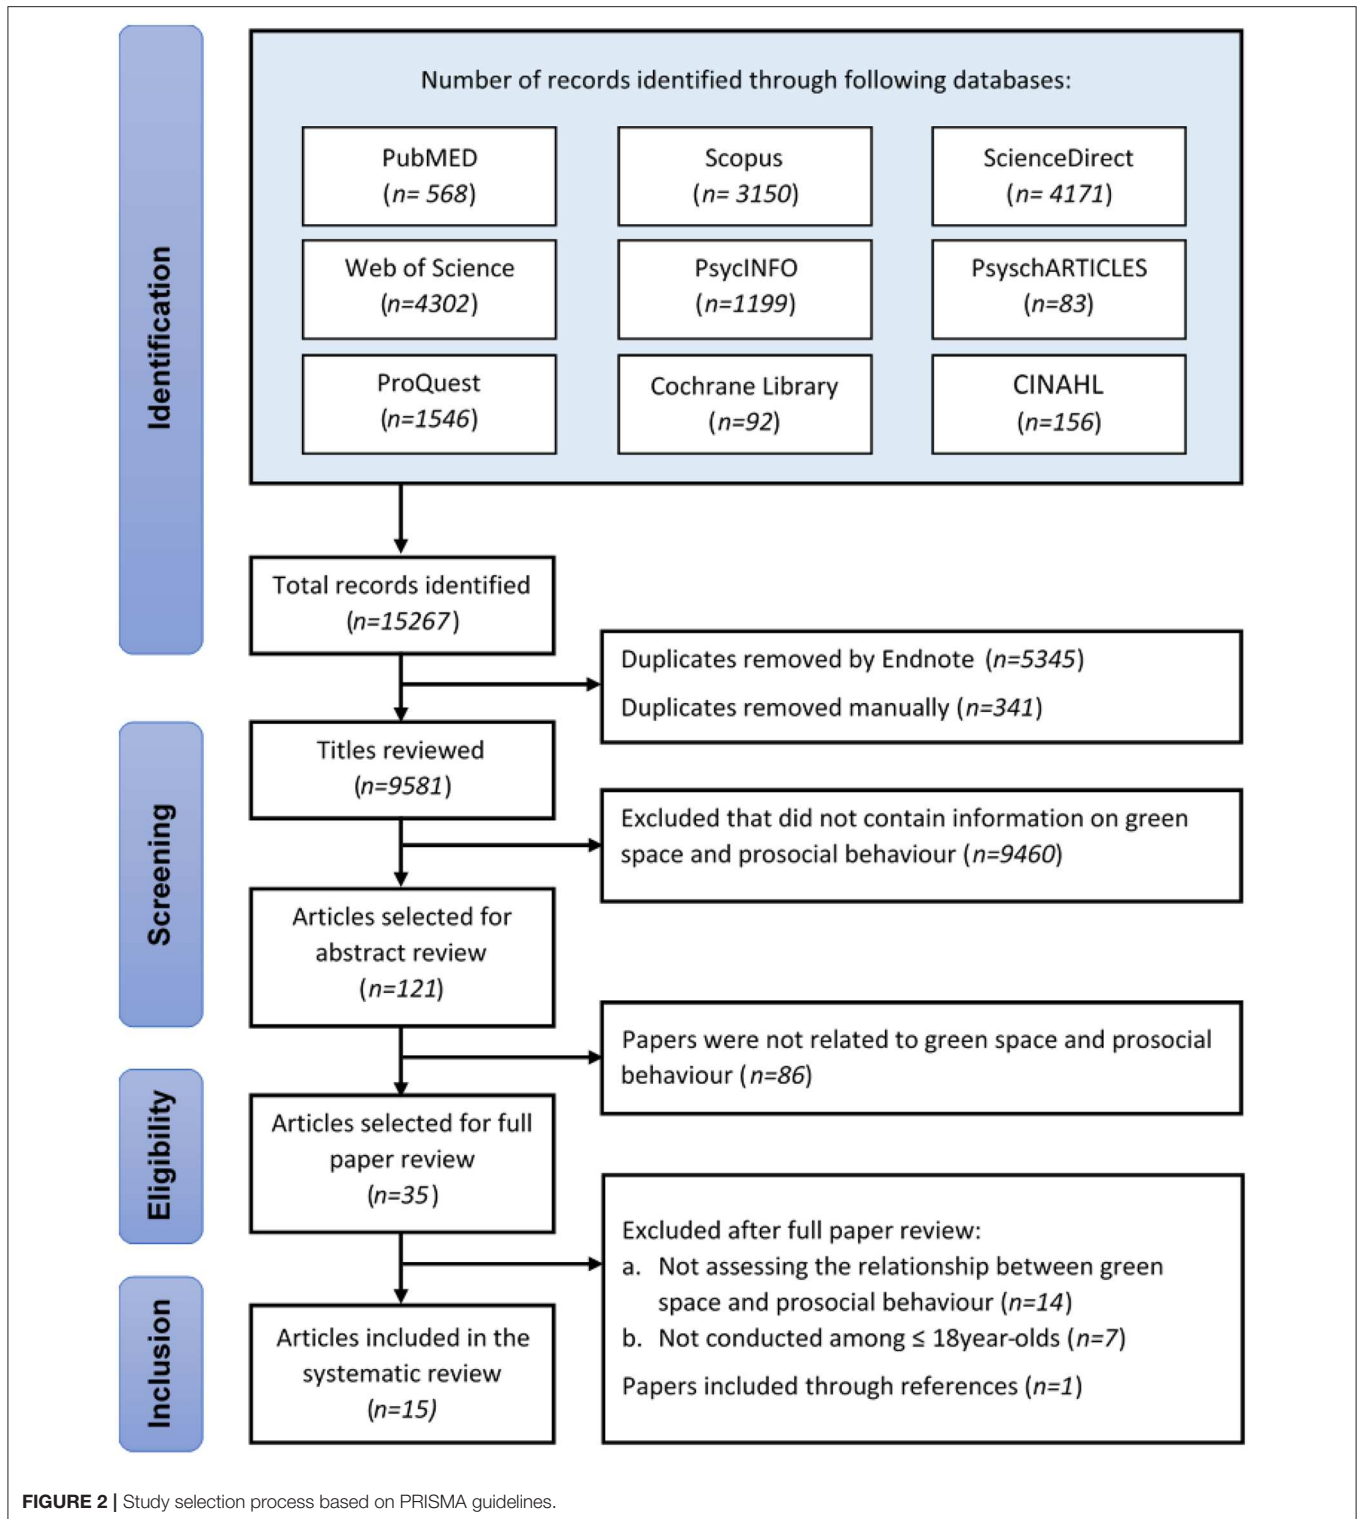 Identification
Number of records identified through following databases:
PubMED
(n= 568)
Scopus
(n= 3150)
ScienceDirect
(n= 4171)
Web of Science
(n=4302)
PsycINFO
(n=1199)
PsyschARTICLES
(n=83)
ProQuest
(n=1546)
Cochrane Library
(n=92)
CINAHL
(n=156)
Total records identified
(n=15267)
Duplicates removed by Endnote (n=5345)
Duplicates removed manually (n=341)
Screening
Titles reviewed
(n=9581)
Excluded that did not contain information on green
space and prosocial behaviour (n=9460)
Articles selected for
abstract review
(n=121)
Papers were not related to green space and prosocial
behaviour (n=86)
Eligibility
Articles selected for full
paper review
(n=35)
Excluded after full paper review:
a. Not assessing the relationship between green
space and prosocial behaviour (n=14)
b. Not conducted among ≤ 18year-olds (n=7)
Papers included through references (n=1)
Inclusion
Articles included in the
systematic review
(n=15)
FIGURE 2 | Study selection process based on PRISMA guidelines.